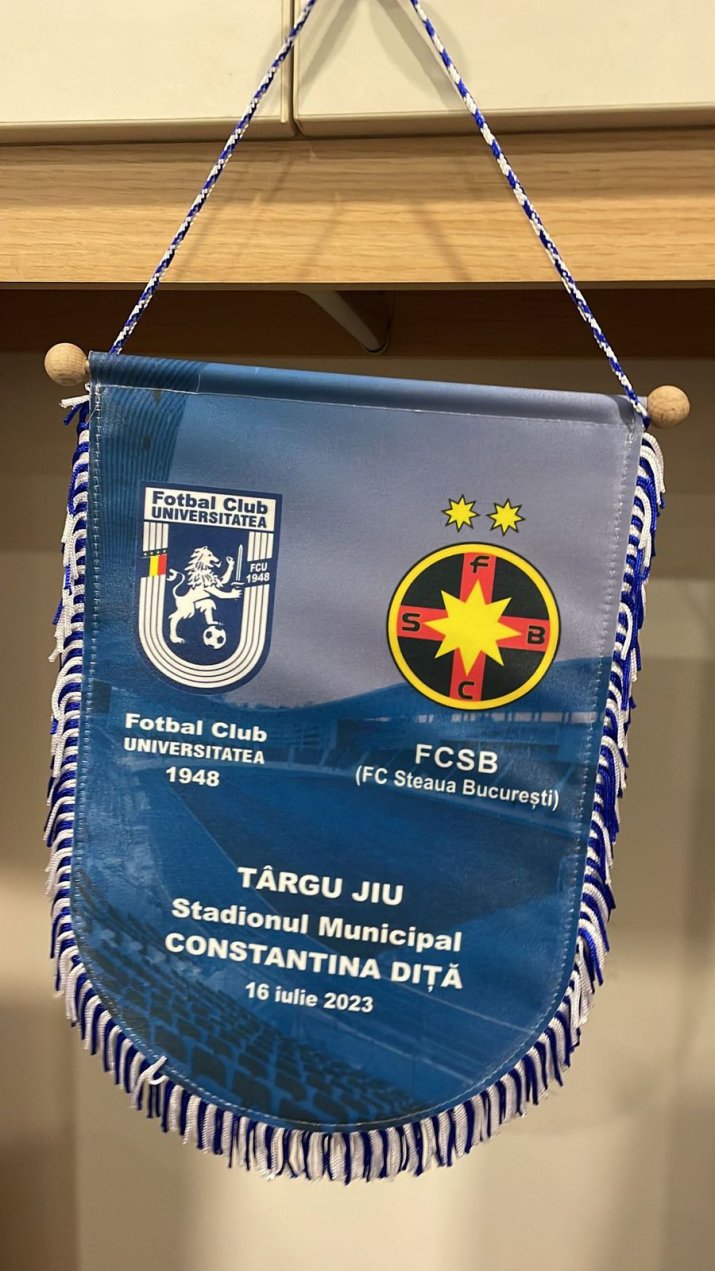 Fotbal Club
UNIVERSITATEA
FCU
1948
F
S B
C
Fotbal Club
UNIVERSITATEA
1948
FCSB
(FC Steaua București)
TÂRGU JIU
Stadionul Municipal
CONSTANTINA DIȚĂ
16 iulie 2023